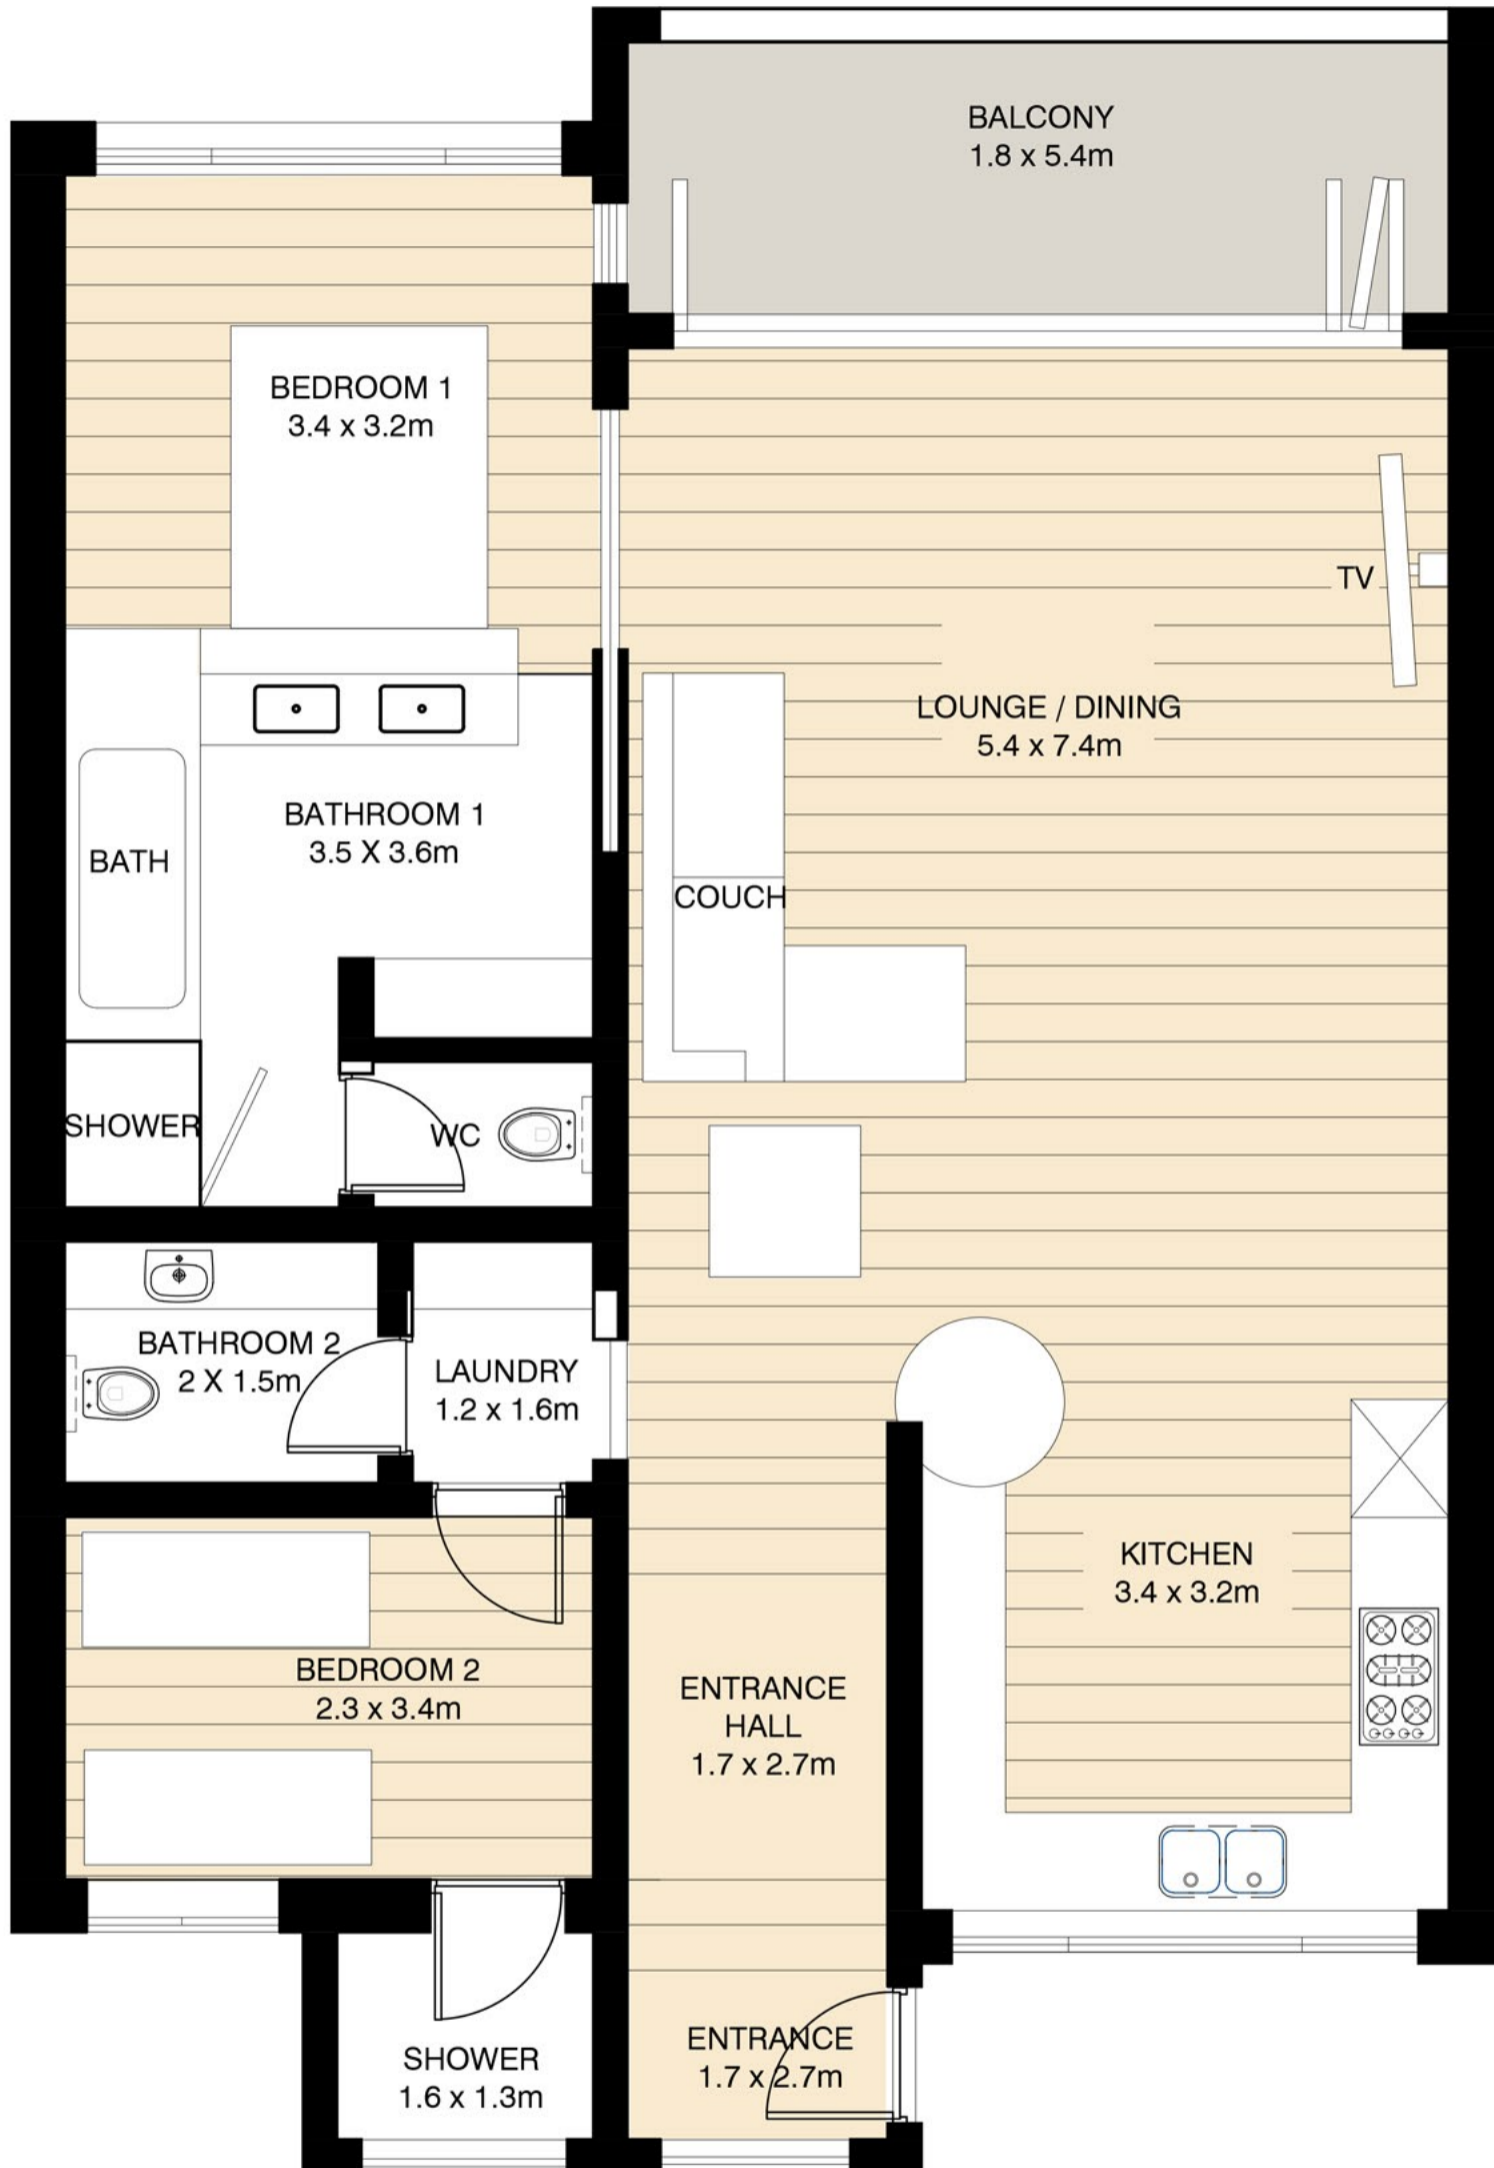 BALCONY
1.8 x 5.4m
BEDROOM 1
3.4 x 3.2m
TV
LOUNGE / DINING
5.4 x 7.4m
BATHROOM 1
3.5 X 3.6m
BATH
COUCH
SHOWER
WC
BATHROOM 2
2 X 1.5m
LAUNDRY
1.2 x 1.6m
KITCHEN
3.4 x 3.2m
BEDROOM 2
2.3 x 3.4m
ENTRANCE
HALL
1.7 x 2.7m
SHOWER
1.6 x 1.3m
ENTRANCE
1.7 x 2.7m